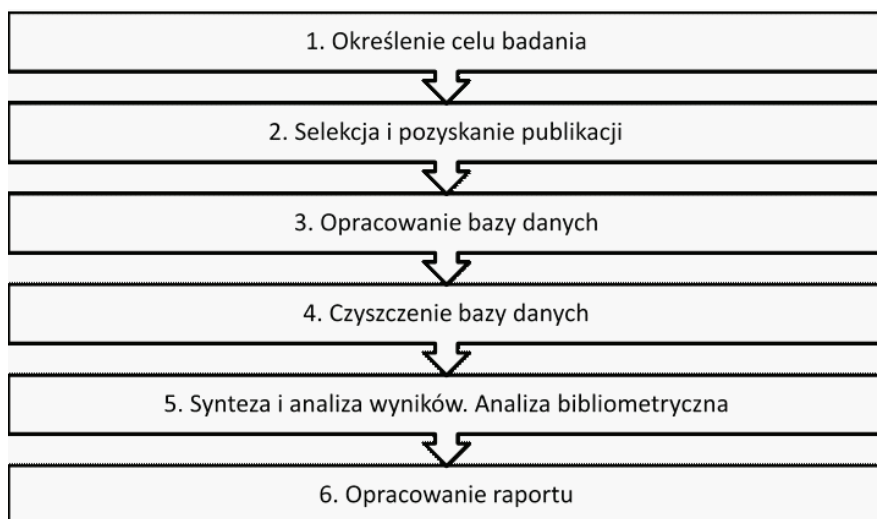 1. Określenie celu badania
2. Selekcja i pozyskanie publikacji
3. Opracowanie bazy danych
4. Czyszczenie bazy danych
5. Synteza i analiza wyników. Analiza bibliometryczna
6. Opracowanie raportu